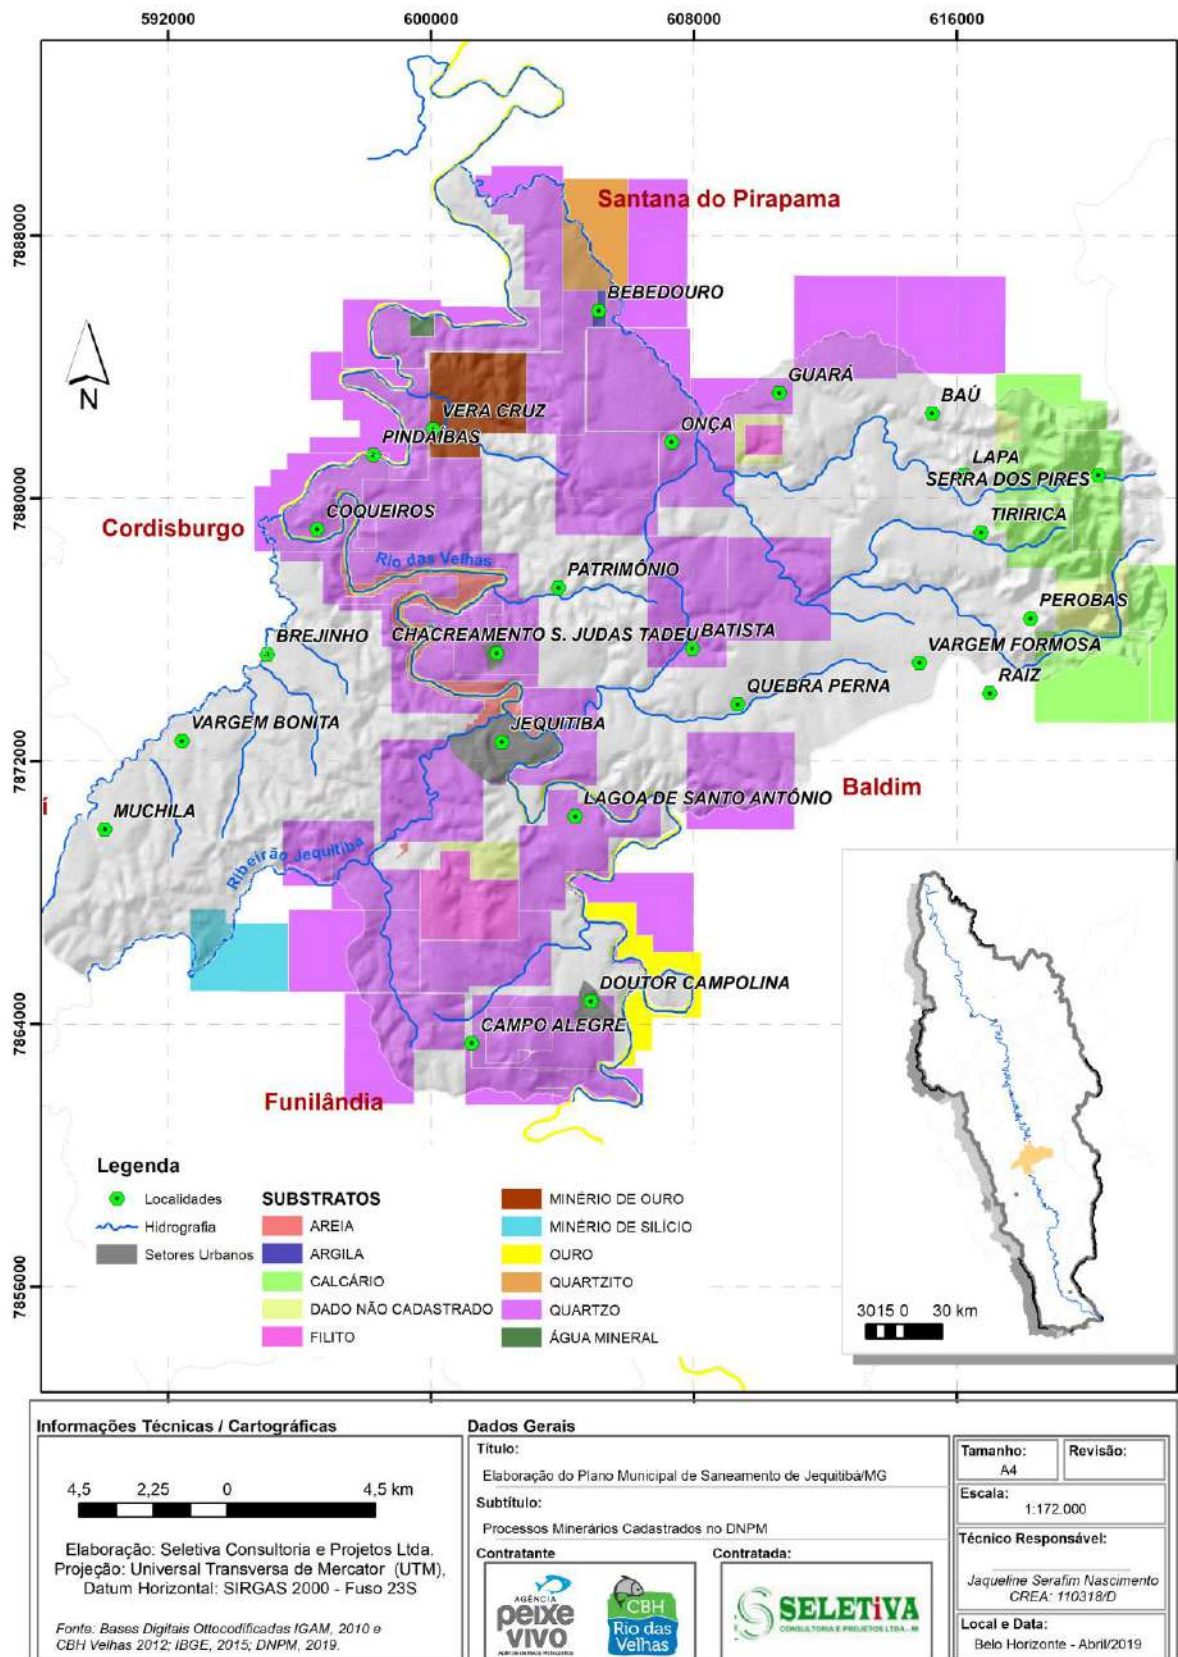 592000 600000 608000 616000
7888000
7880000
7872000
7864000
7856000
Santana do Pirapama
BEBEDOURO
GUARÁ
BAÚ
N
VERA CRUZ
ONÇA
PINDAÍBAS
LAPA
SERRA DOS PIRES
Cordisburgo
COQUEIROS
TIRIRICA
Rio das Velhas
PATRIMÔNIO
PEROBAS
BREJINHO
CHACREAMENTO S. JUDAS TADEU
BATISTA
VARGEM FORMOSA
RAIZ
QUEBRA PERNA
VARGEM BONITA
JEQUITIBA
Baldim
LAGOA DE SANTO ANTÔNIO
í
MUCHILA
Ribeirão Jequitiba
DOUTOR CAMPOLINA
CAMPO ALEGRE
Funilândia
Legenda
Localidades
Hidrografia
Setores Urbanos
SUBSTRATOS
AREIA
ARGILA
CALCÁRIO
DADO NÃO CADASTRADO
FILITO
MINÉRIO DE OURO
MINÉRIO DE SILÍCIO
OURO
QUARTZITO
QUARTZO
ÁGUA MINERAL
3015 0 30 km
Informações Técnicas / Cartográficas
4,5 2,25 0 4,5 km
Elaboração: Seletiva Consultoria e Projetos Ltda.
Projeção: Universal Transversa de Mercator (UTM),
Datum Horizontal: SIRGAS 2000 - Fuso 23S
Fonte: Bases Digitais Ottocodificadas IGAM, 2010 e
CBH Velhas 2012; IBGE, 2015; DNPM, 2019.
Dados Gerais
Título:
Elaboração do Plano Municipal de Saneamento de Jequitibá/MG
Subtítulo:
Processos Minerários Cadastrados no DNPM
Contratante
AGÊNCIA
peixe
vivo
CBH
Rio das
Velhas
Contratada:
SELETiVA
CONSULTORIA E PROJETOS LTDA.
Tamanho:
A4
Revisão:
Escala:
1:172.000
Técnico Responsável:
Jaqueline Serafim Nascimento
CREA: 110318/D
Local e Data:
Belo Horizonte - Abril/2019